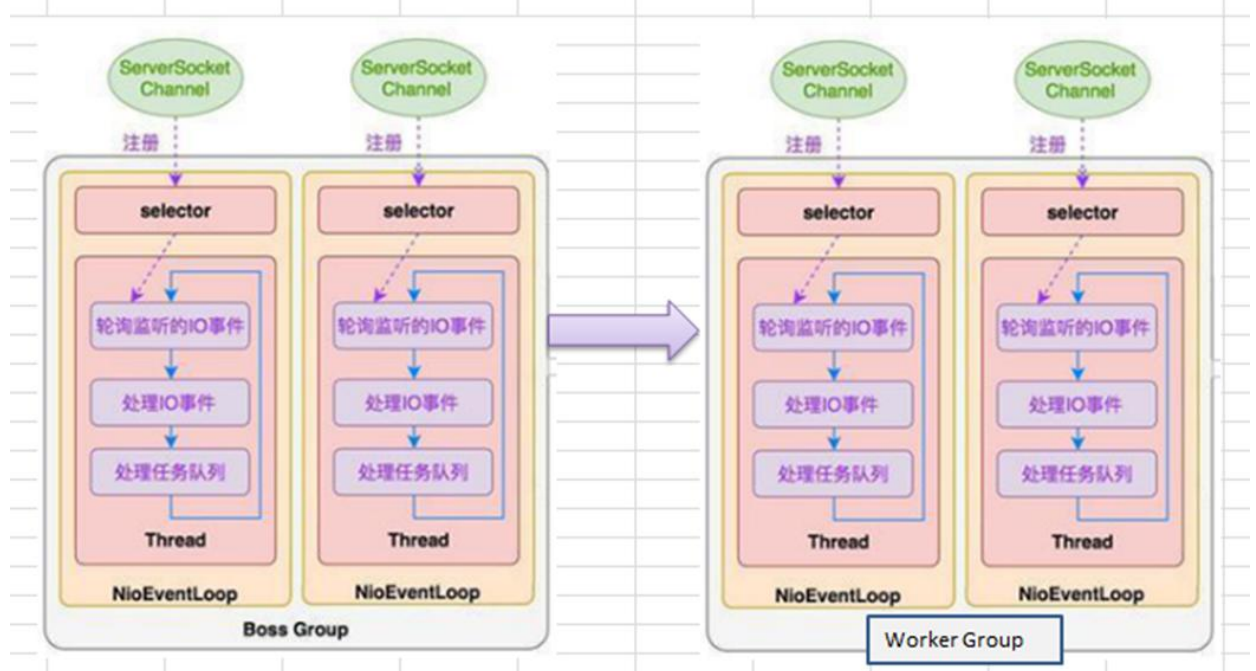 ServerSocket
Channel
ServerSocket
Channel
ServerSocket
Channel
ServerSocket
Channel
注册
注册
注册
注册
selector
selector
selector
selector
轮询监听的IO事件
轮询监听的IO事件
轮询监听的IO事件
轮询监听的IO事件
处理IO事件
处理IO事件
处理IO事件
处理IO事件
处理任务队列
处理任务队列
处理任务队列
处理任务队列
Thread
Thread
Thread
Thread
NioEventLoop
NioEventLoop
NioEventLoop
NioEventLoop
Boss Group
Worker Group